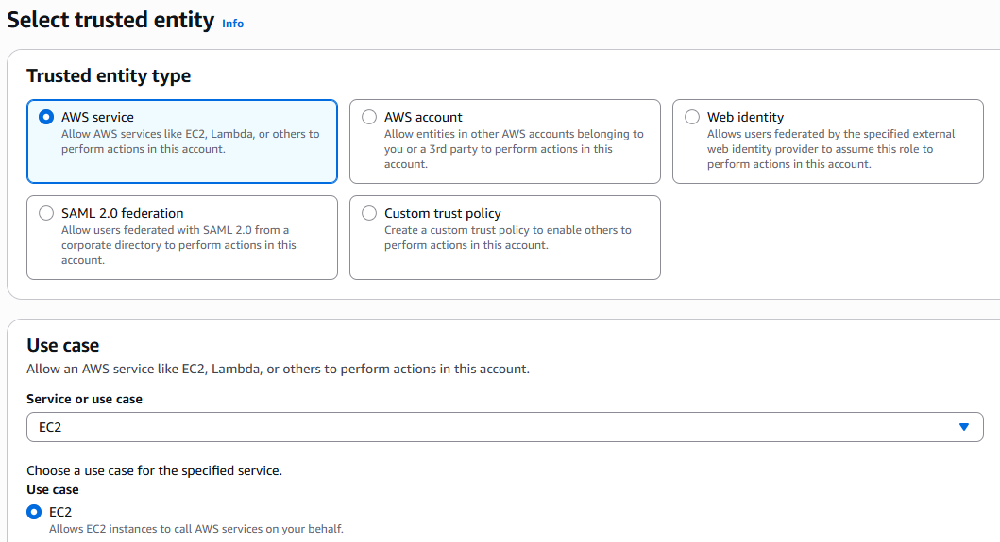 Select trusted entity Info
Trusted entity type
AWS service
Allow AWS services like EC2, Lambda, or others to
perform actions in this account.
AWS account
Allow entities in other AWS accounts belonging to
you or a 3rd party to perform actions in this
account.
Web identity
Allows users federated by the specified external
web identity provider to assume this role to
perform actions in this account.
SAML 2.0 federation
Allow users federated with SAML 2.0 from a
corporate directory to perform actions in this
account.
Custom trust policy
Create a custom trust policy to enable others to
perform actions in this account.
Use case
Allow an AWS service like EC2, Lambda, or others to perform actions in this account.
Service or use case
EC2
Choose a use case for the specified service.
Use case
EC2
Allows EC2 instances to call AWS services on your behalf.